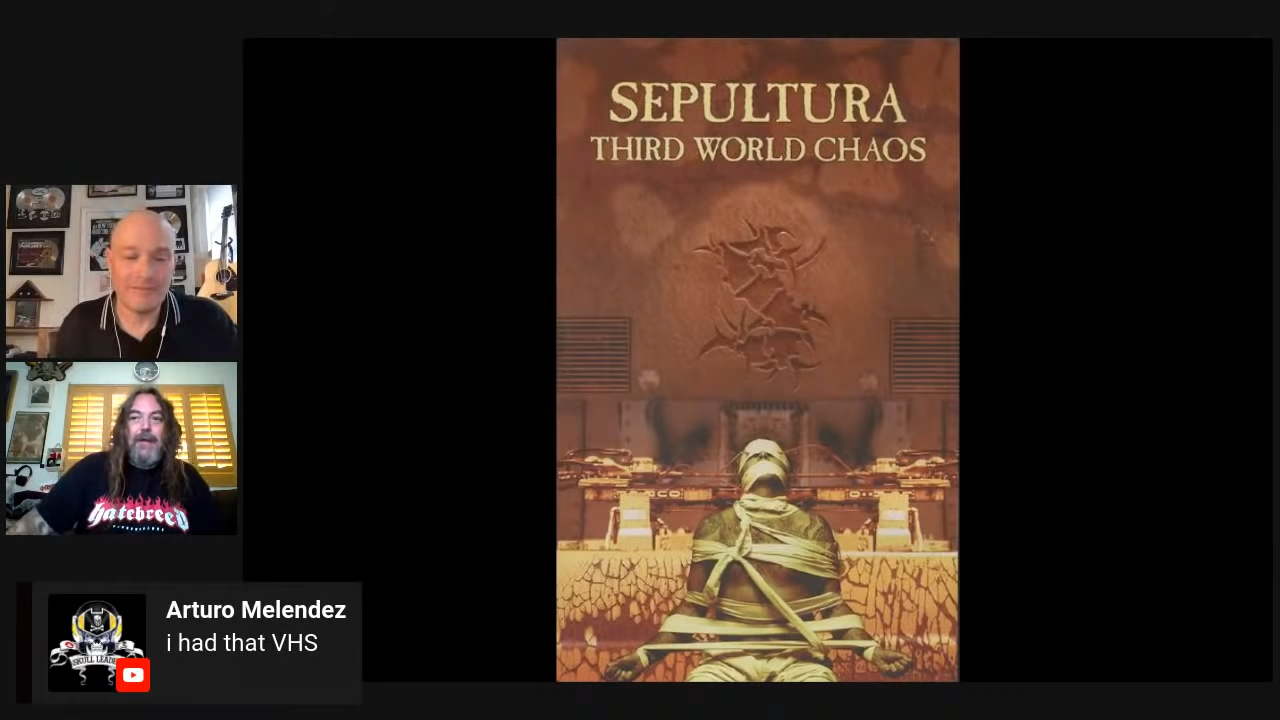 SEPULTURA
THIRD WORLD CHAOS
hatebreed
Arturo Melendez
i had that VHS